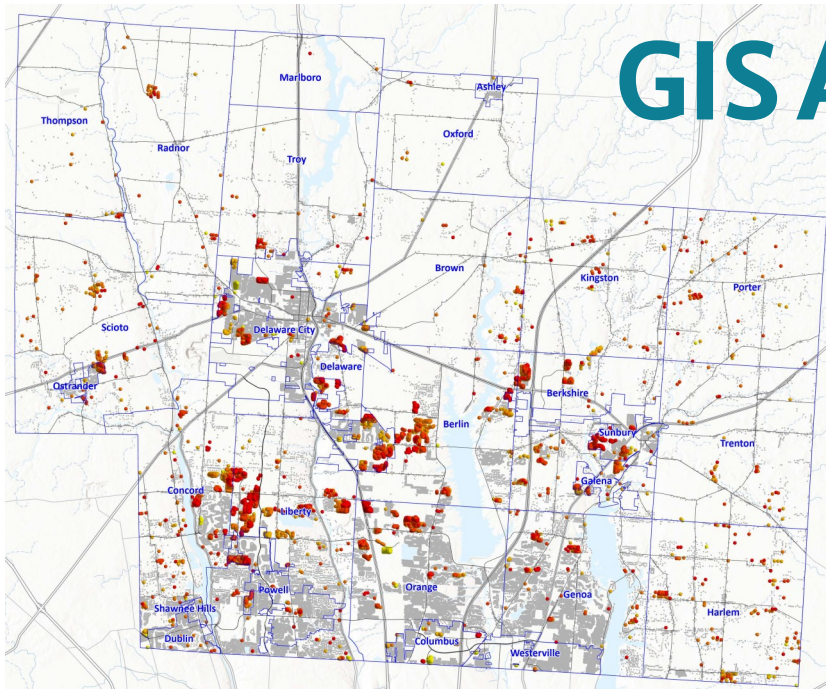 GIS A
Marlboro
Ashley
Thompson
Oxford
Radnor
Troy
Brown
Kingston
Porter
Scioto
Delaware City
Delaware
Ostrander
Berkshire
Berlin
Sunbury
Trenton
Galena
Concord
Liberty
Orange
Powell
Genoa
Shawnee Hills
Harlem
Dublin
Columbus
Westerville